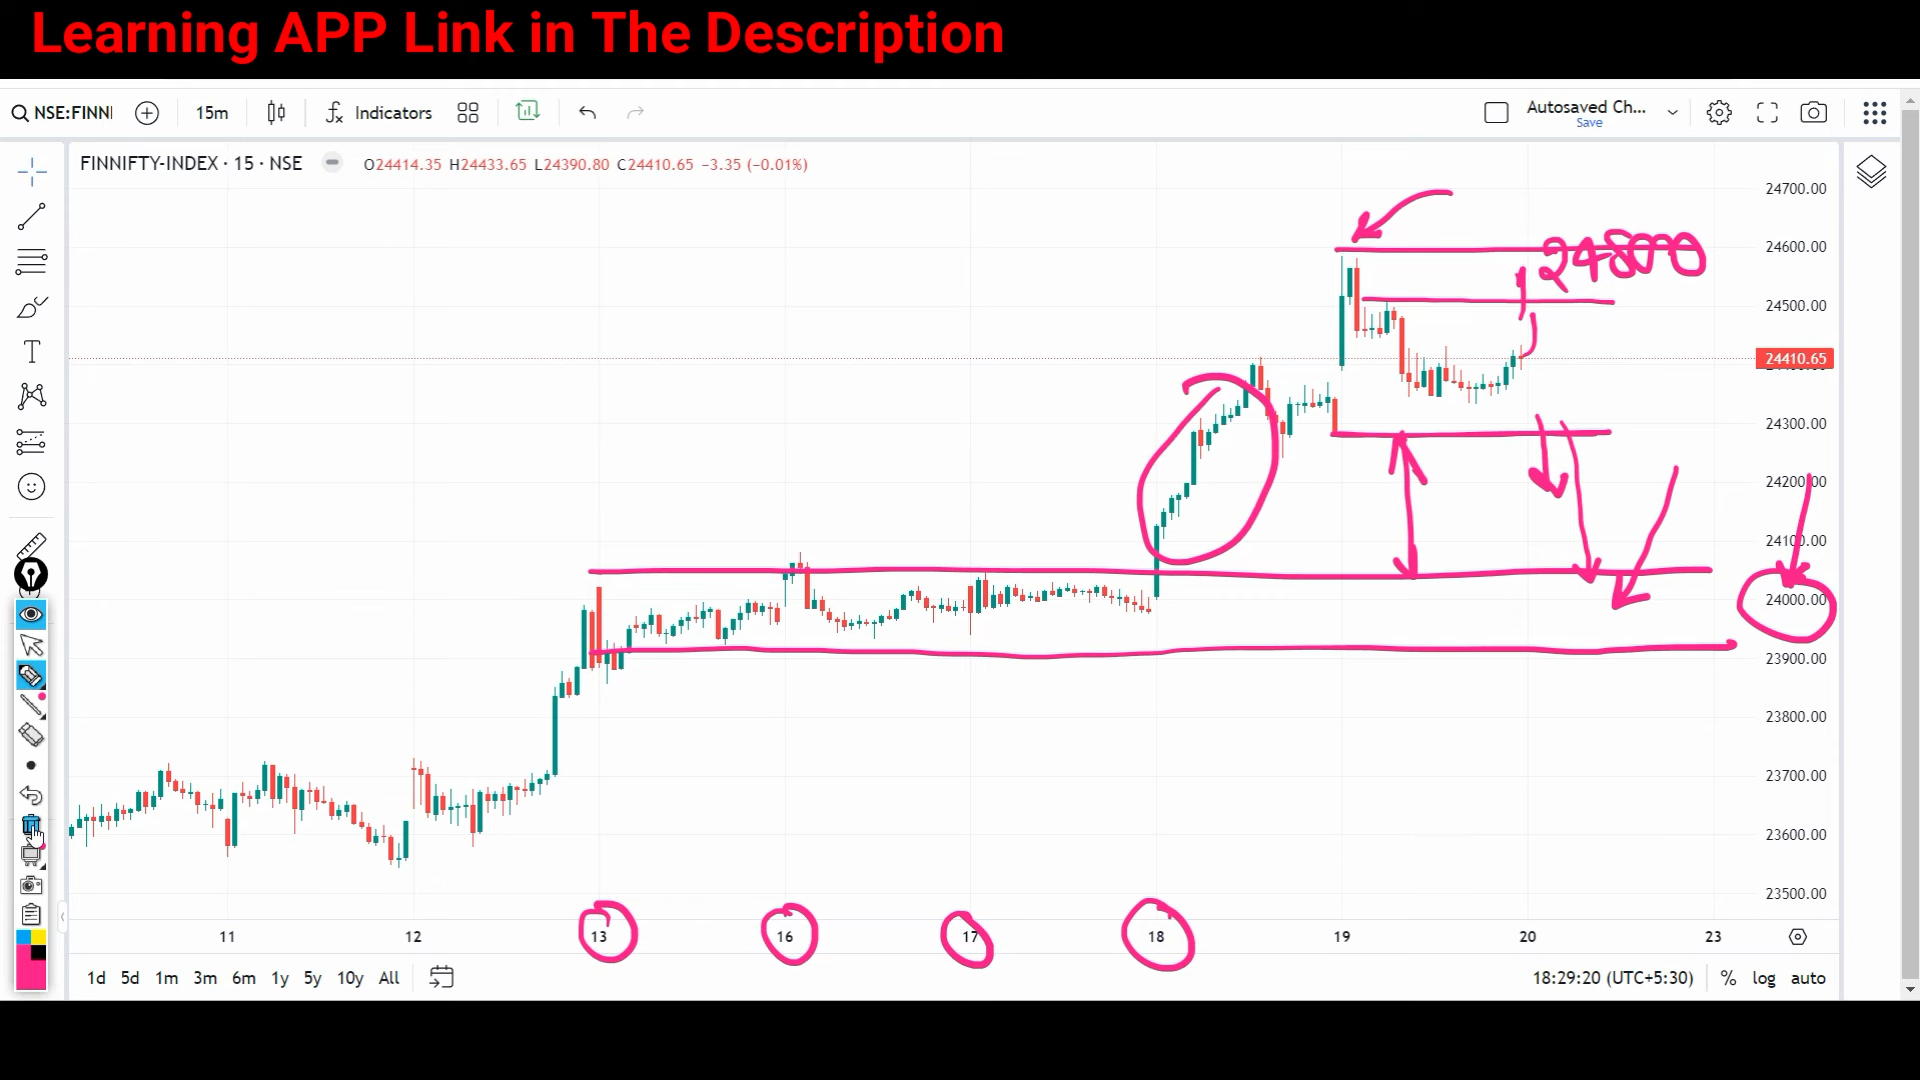 Learning APP Link in The Description
NSE:FINNI 15m Indicators Autosaved Ch...
Save
FINNIFTY-INDEX · 15 · NSE O24414.35 H24433.65 L24390.80 C24410.65 −3.35 (−0.01%)
24700.00
24600.00
24800
24500.00
24410.65
24300.00
24200.00
24100.00
24000.00
23900.00
23800.00
23700.00
23600.00
23500.00
11 12 13 16 17 18 19 20 23
1d 5d 1m 3m 6m 1y 5y 10y All 18:29:20 (UTC+5:30) % log auto